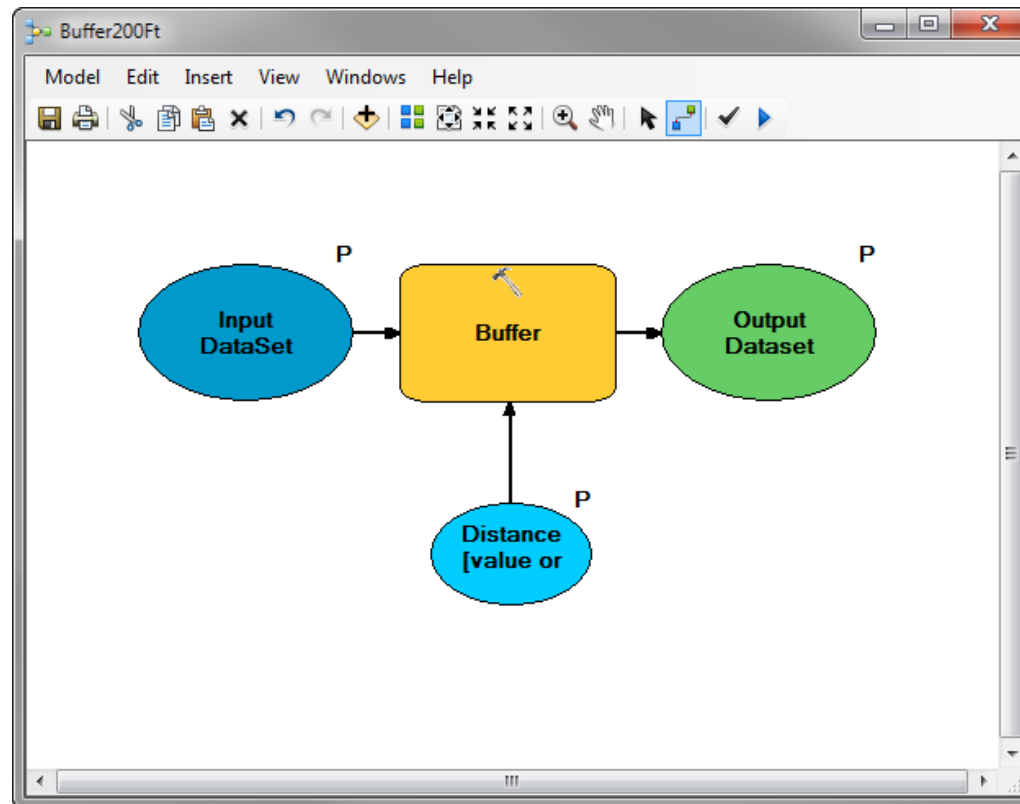 Buffer200Ft
Model Edit Insert View Windows Help
P
P
Input
DataSet
Buffer
Output
Dataset
P
Distance
[value or